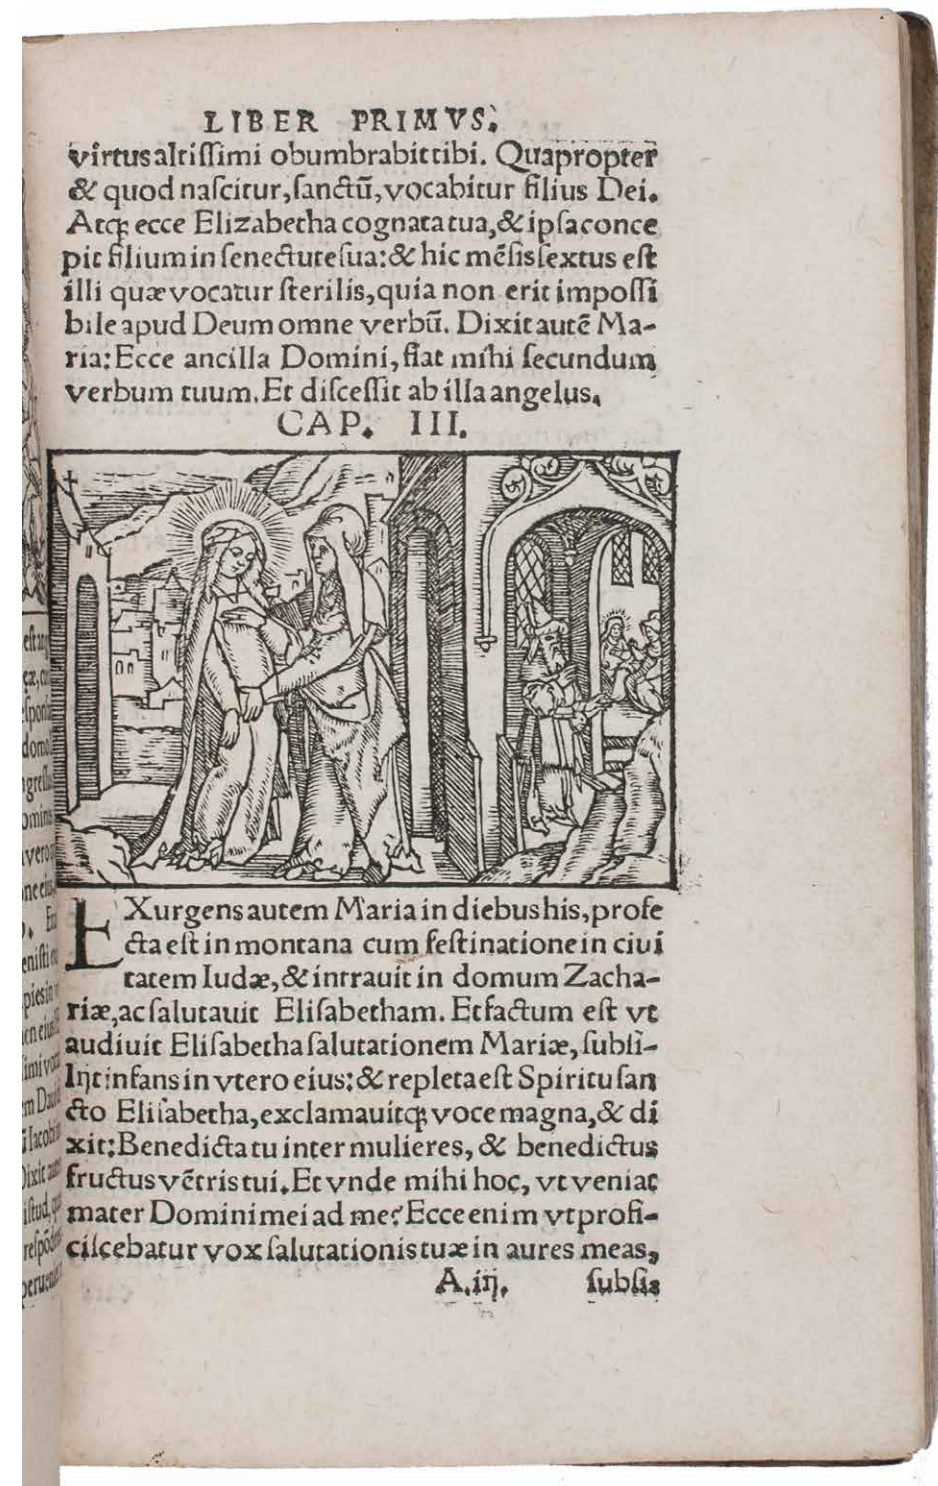 LIBER PRIMVS.
virtus altiſſimi obumbrabit tibi. Quapropter
& quod naſcitur, ſanctū, vocabitur filius Dei.
Atqꝫ ecce Elizabetha cognata tua, & ipſa conce
pit filium in ſenectute ſua: & hic mēſis ſextus eſt
illi quæ vocatur ſterilis, quia non erit impoſſi
bile apud Deum omne verbū. Dixit autē Ma-
ria: Ecce ancilla Domini, fiat mihi ſecundum
verbum tuum. Et diſceſſit ab illa angelus.
CAP. III.
EXurgens autem Maria in diebus his, profe
cta eſt in montana cum feſtinatione in ciui
tatem Iudæ, & intrauit in domum Zacha-
riæ, ac ſalutauit Eliſabetham. Et factum eſt vt
audiuit Eliſabetha ſalutationem Mariæ, ſubſi-
lijt infans in vtero eius: & repleta eſt Spiritu ſan
cto Eliſabetha, exclamauitqꝫ voce magna, & di
xit: Benedicta tu inter mulieres, & benedictus
fructus vētris tui. Et vnde mihi hoc, vt veniat
mater Domini mei ad me? Ecce enim vt profi-
ciſcebatur vox ſalutationis tuæ in aures meas,
A.iij. ſubſi-